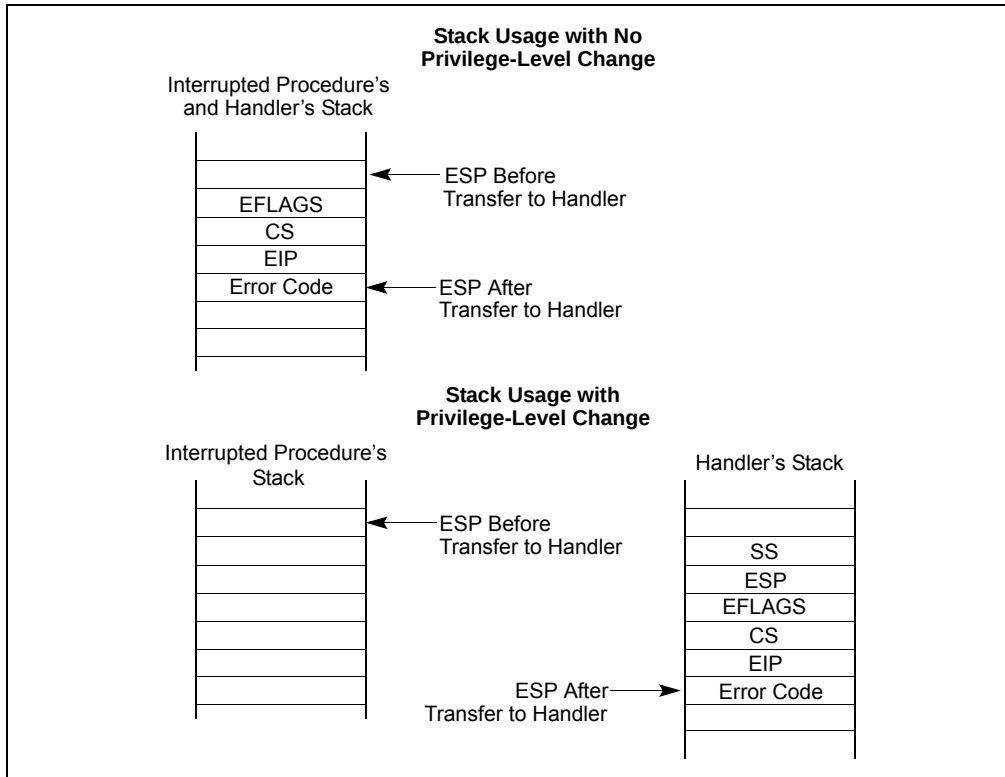 Stack Usage with No
Privilege-Level Change
Interrupted Procedure’s
and Handler’s Stack
ESP Before
Transfer to Handler
EFLAGS
CS
EIP
Error Code
ESP After
Transfer to Handler
Stack Usage with
Privilege-Level Change
Interrupted Procedure’s
Stack
Handler’s Stack
ESP Before
Transfer to Handler
SS
ESP
EFLAGS
CS
EIP
ESP After
Transfer to Handler
Error Code